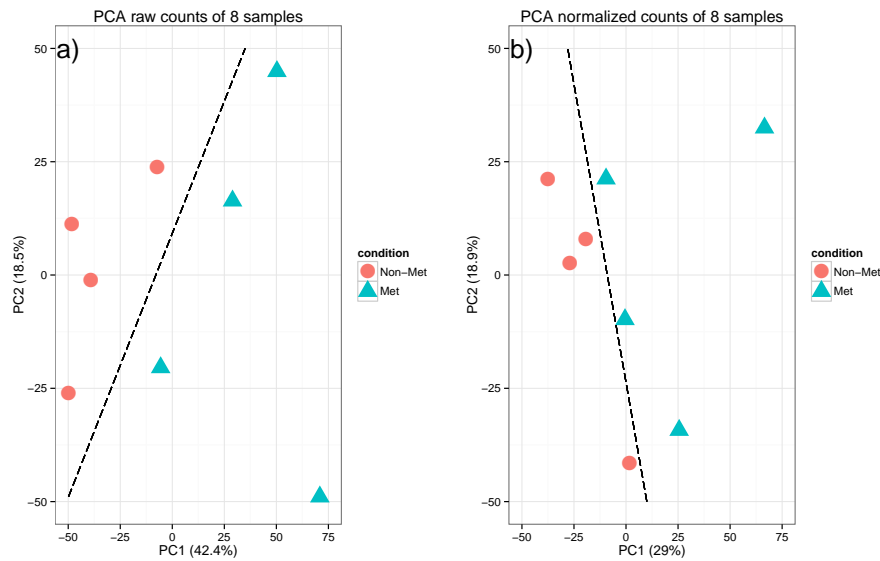 PCA raw counts of 8 samples
a)
50
25
0
−25
−50
PC2 (18.5%)
−50
−25
0
25
50
75
PC1 (42.4%)
condition
Non−Met
Met
PCA normalized counts of 8 samples
b)
50
25
0
−25
−50
PC2 (18.9%)
−50
−25
0
25
50
75
PC1 (29%)
condition
Non−Met
Met